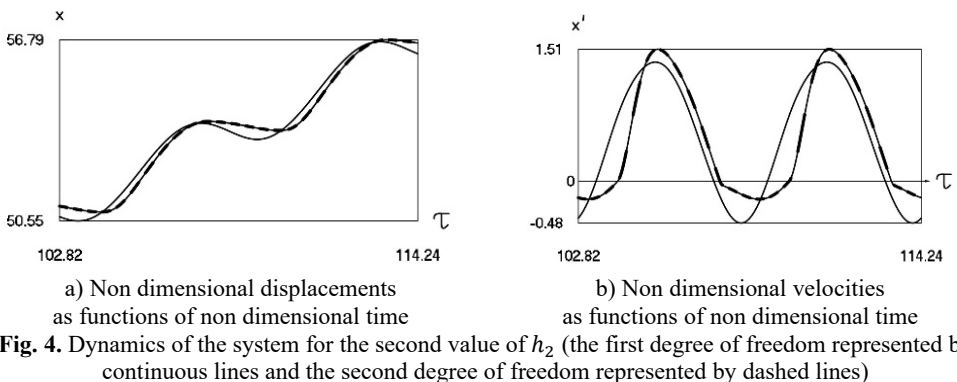 x
56.79
50.55
τ
102.82
114.24
x'
1.51
0
τ
-0.48
102.82
114.24
a) Non dimensional displacements
as functions of non dimensional time
b) Non dimensional velocities
as functions of non dimensional time
Fig. 4. Dynamics of the system for the second value of h₂ (the first degree of freedom represented b
continuous lines and the second degree of freedom represented by dashed lines)